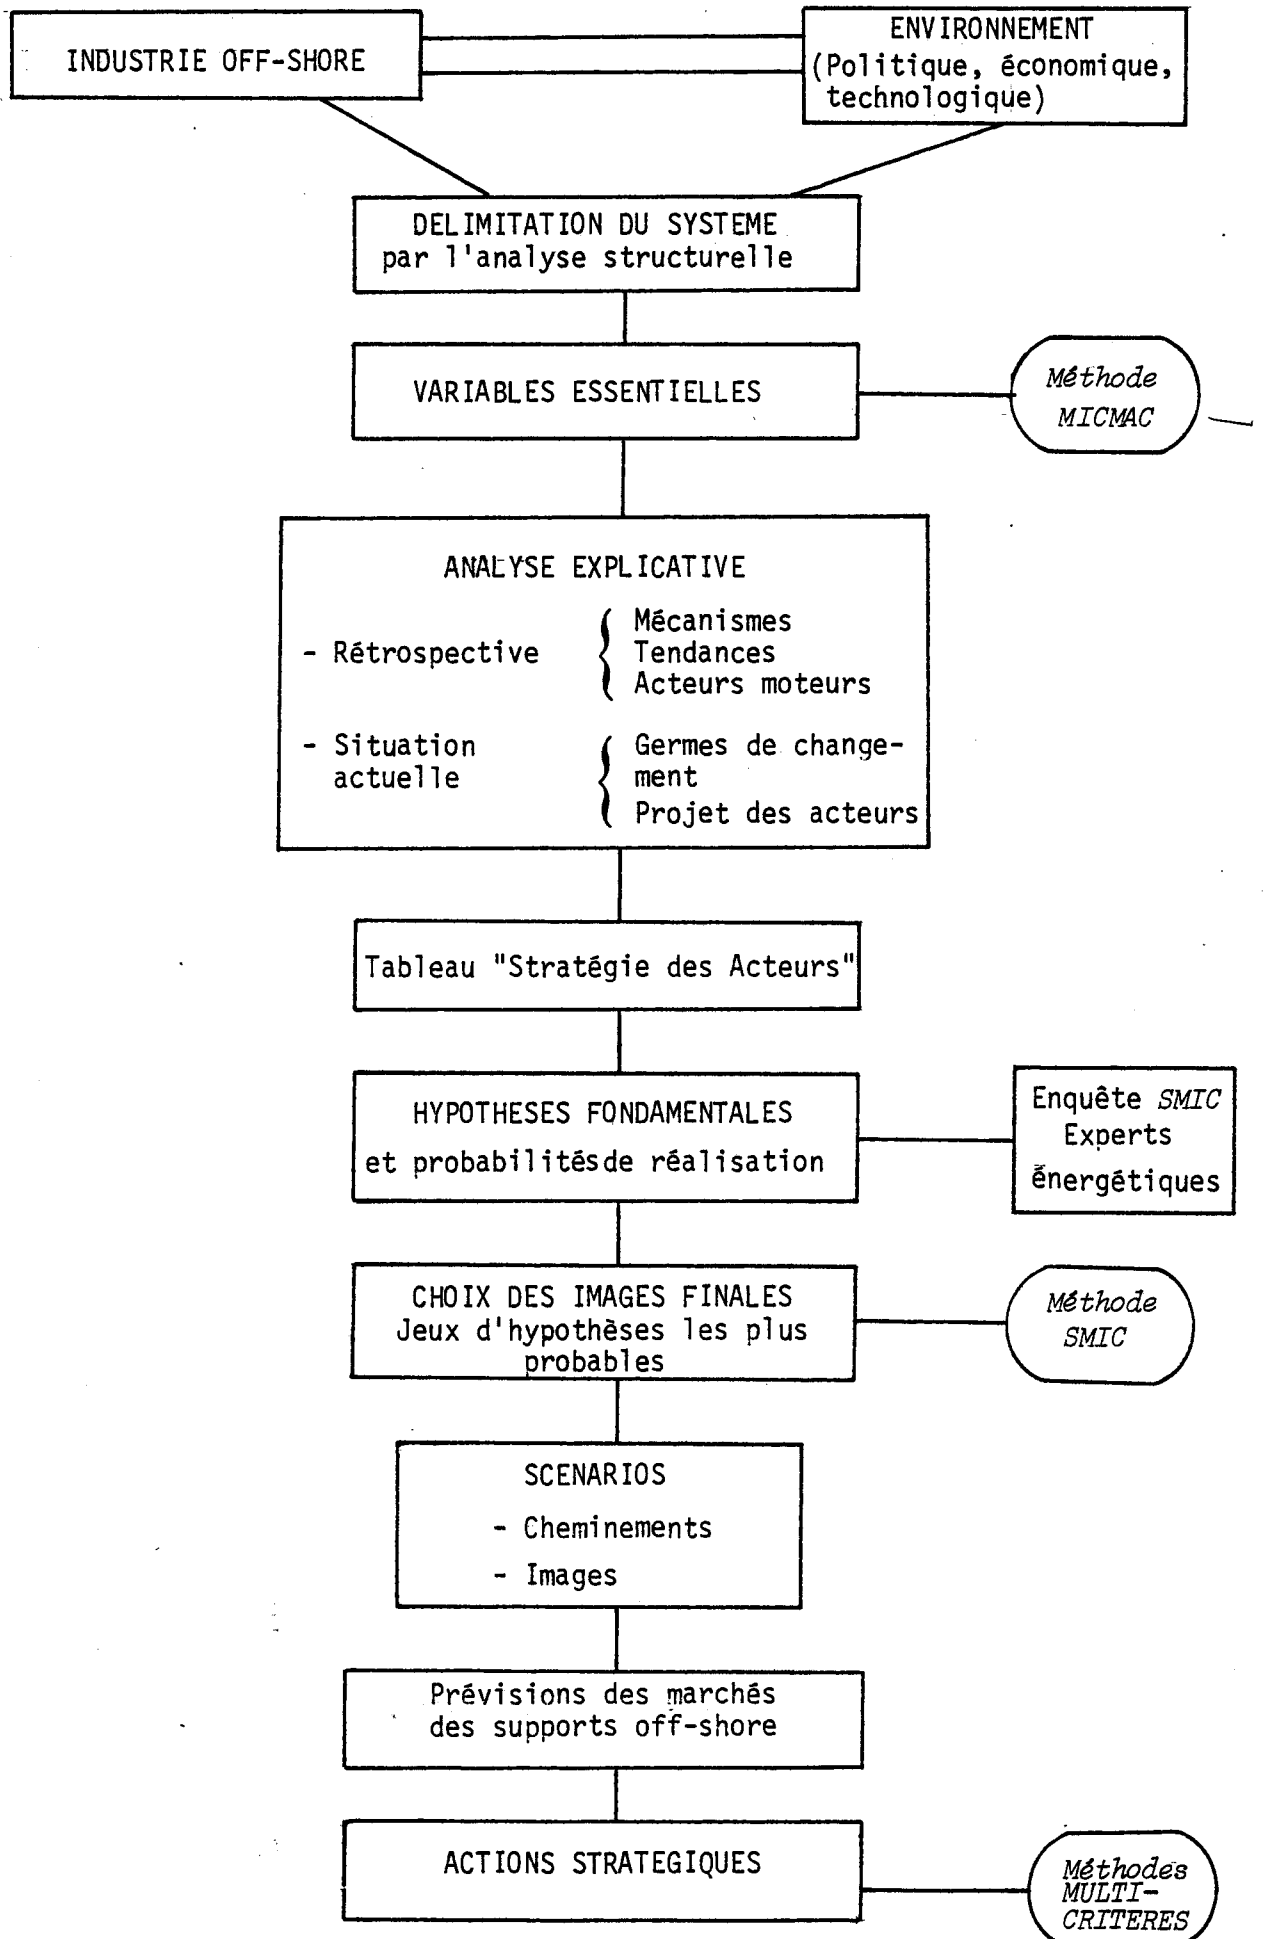 INDUSTRIE OFF-SHORE
ENVIRONNEMENT
(Politique, économique,
technologique)
DELIMITATION DU SYSTEME
par l'analyse structurelle
VARIABLES ESSENTIELLES
Méthode
MICMAC
ANALYSE EXPLICATIVE
- Rétrospective
Mécanismes
Tendances
Acteurs moteurs
- Situation
actuelle
Germes de change-
ment
Projet des acteurs
Tableau "Stratégie des Acteurs"
HYPOTHESES FONDAMENTALES
et probabilités de réalisation
Enquête SMIC
Experts
énergétiques
CHOIX DES IMAGES FINALES
Jeux d'hypothèses les plus
probables
Méthode
SMIC
SCENARIOS
- Cheminements
- Images
Prévisions des marchés
des supports off-shore
ACTIONS STRATEGIQUES
Méthodes
MULTI-
CRITERES